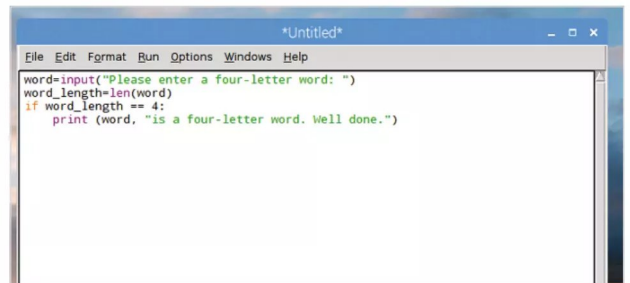 *Untitled*
File Edit Format Run Options Windows Help
word=input("Please enter a four-letter word: ")
word_length=len(word)
if word_length == 4:
    print (word, "is a four-letter word. Well done.")